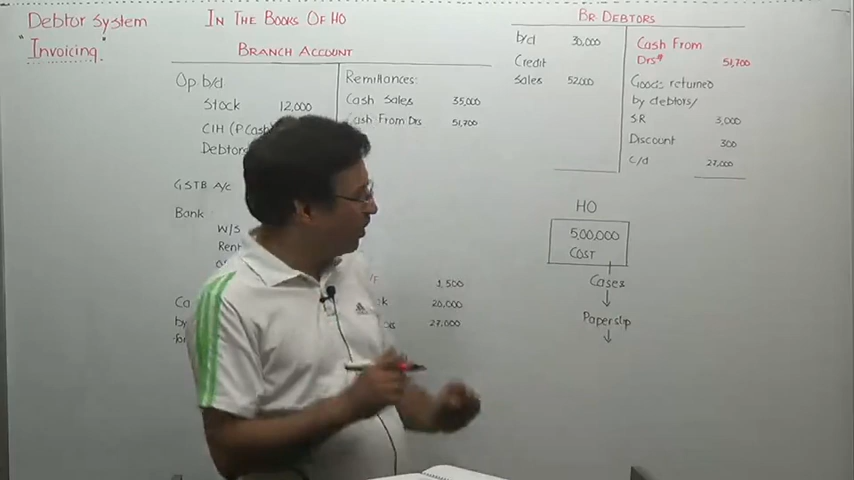 Debtor System
"Invoicing"
IN THE BOOKS OF HO
BRANCH ACCOUNT
Op b/d
Stock 12,000
CIH (P Cash)
Debtors
GSTB A/c
Bank
W/S
Remittances:
Cash Sales 35,000
Cash From Drs 51,700
1,500
20,000
27,000
BR DEBTORS
b/d 30,000
Credit
Sales 52,000
Cash From
Drs# 51,700
Goods returned
by debtors/
SR 3,000
Discount 300
c/d 27,000
HO
5,00,000
COST
Cases
Paper slip